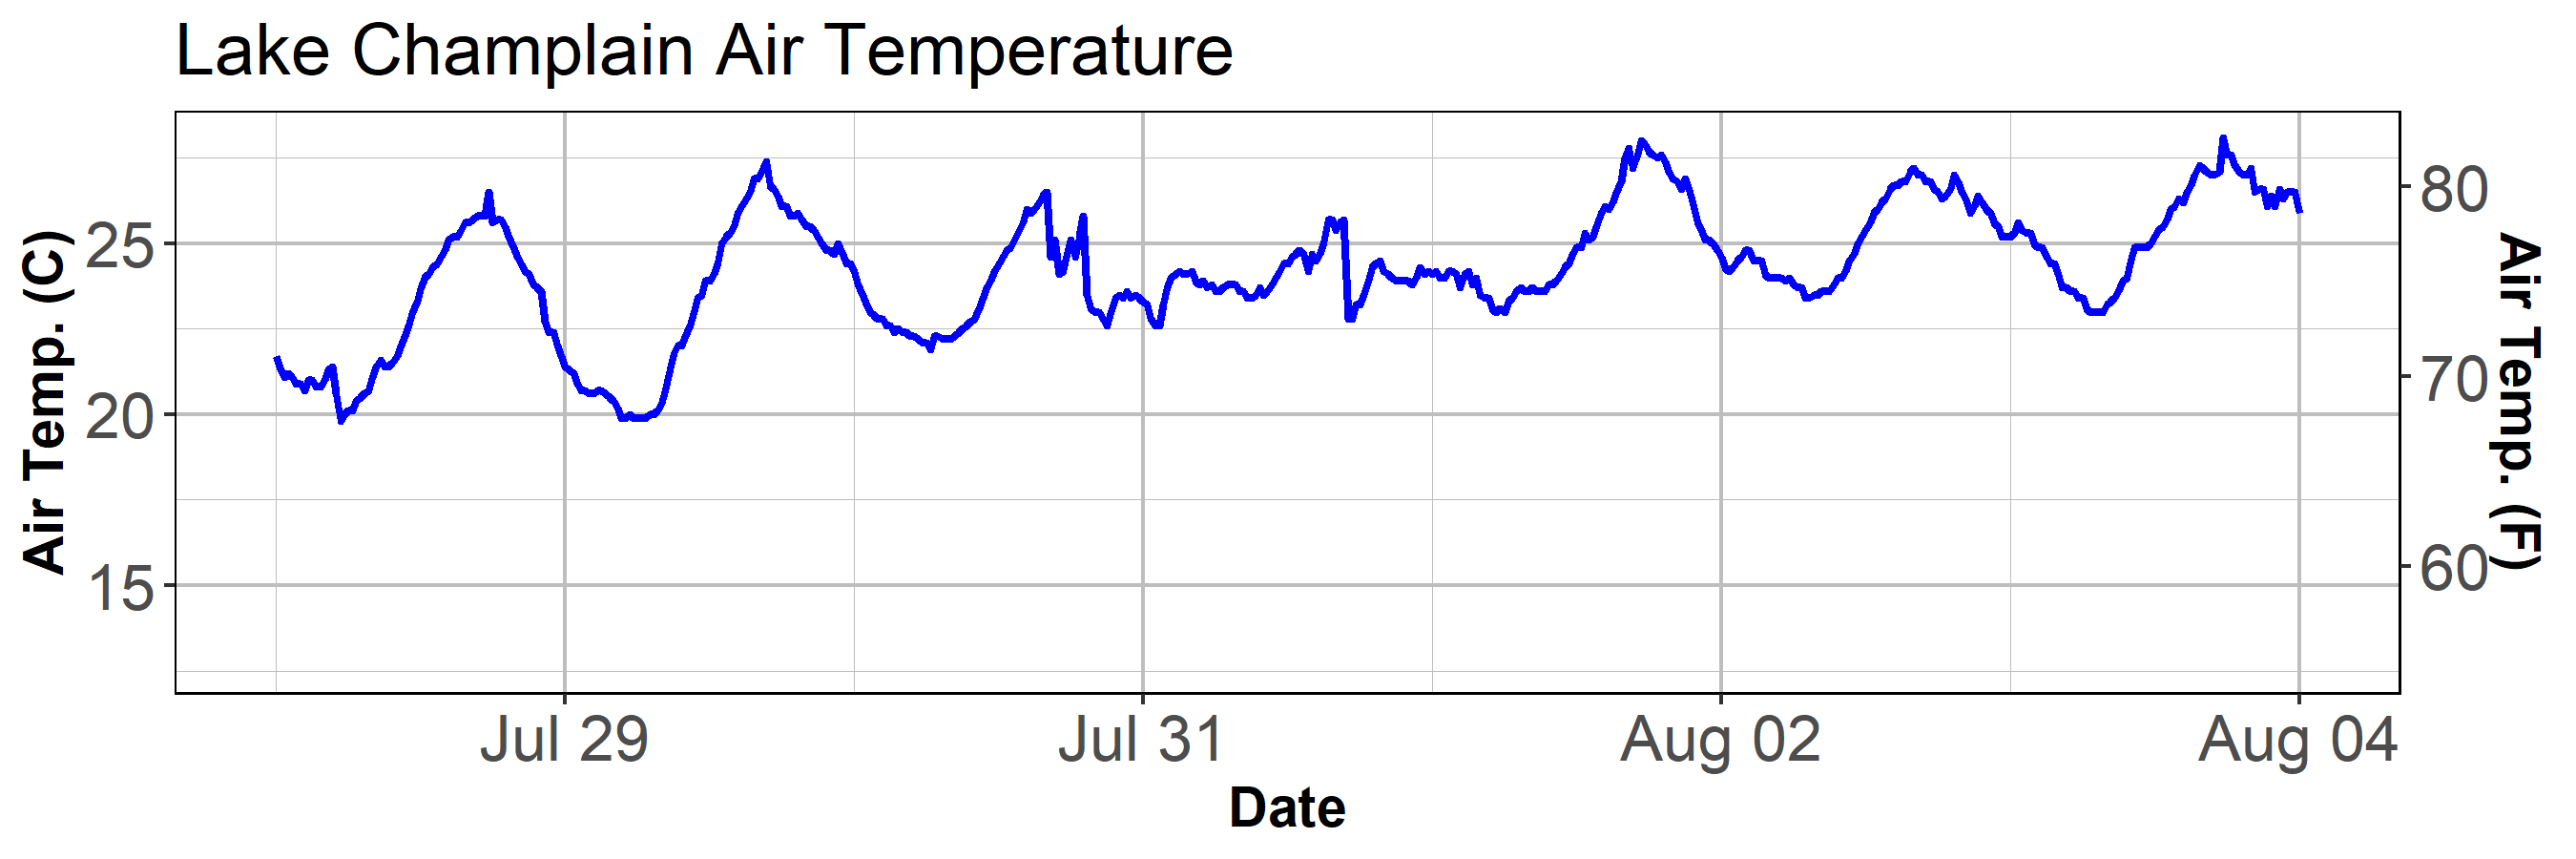 Lake Champlain Air Temperature
Air Temp. (C)
25
20
15
80
70
60
Air Temp. (F)
Jul 29
Jul 31
Aug 02
Aug 04
Date